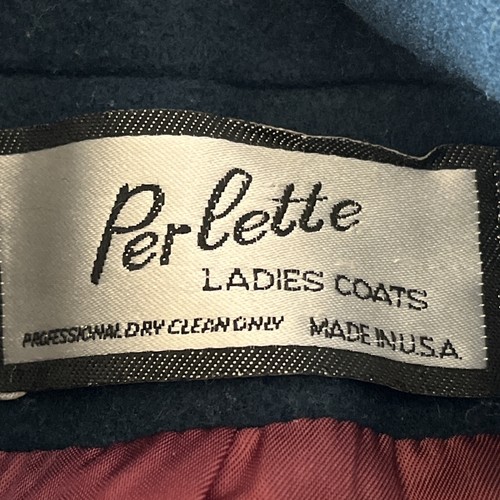 Perlette
LADIES COATS
PROFESSIONAL DRY CLEAN ONLY MADE IN U.S.A.